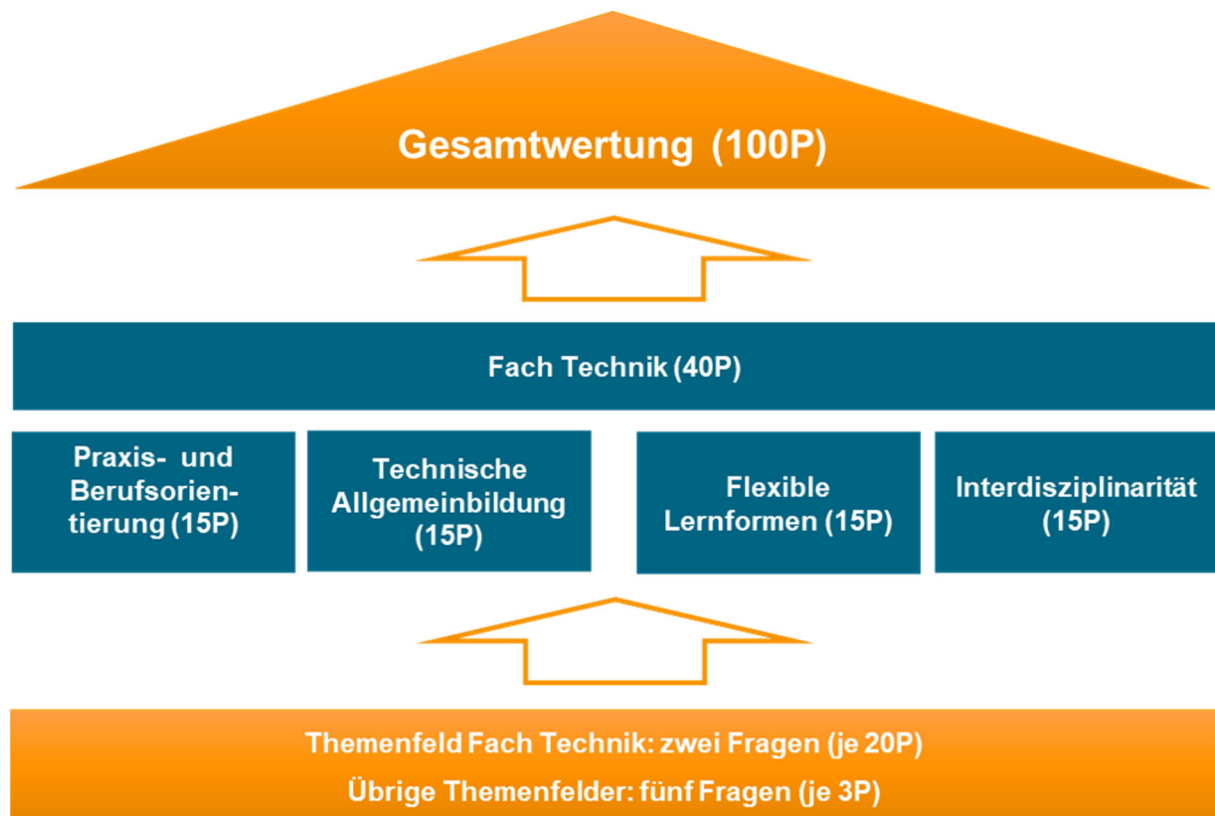 Gesamtwertung (100P)
Fach Technik (40P)
Praxis- und
Berufsorien-
tierung (15P)
Technische
Allgemeinbildung
(15P)
Flexible
Lernformen (15P)
Interdisziplinarität
(15P)
Themenfeld Fach Technik: zwei Fragen (je 20P)
Übrige Themenfelder: fünf Fragen (je 3P)